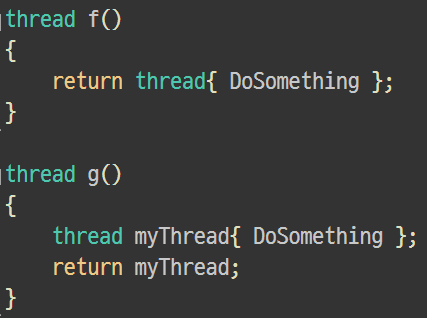 thread f()
{
    return thread{ DoSomething };
}
thread g()
{
    thread myThread{ DoSomething };
    return myThread;
}